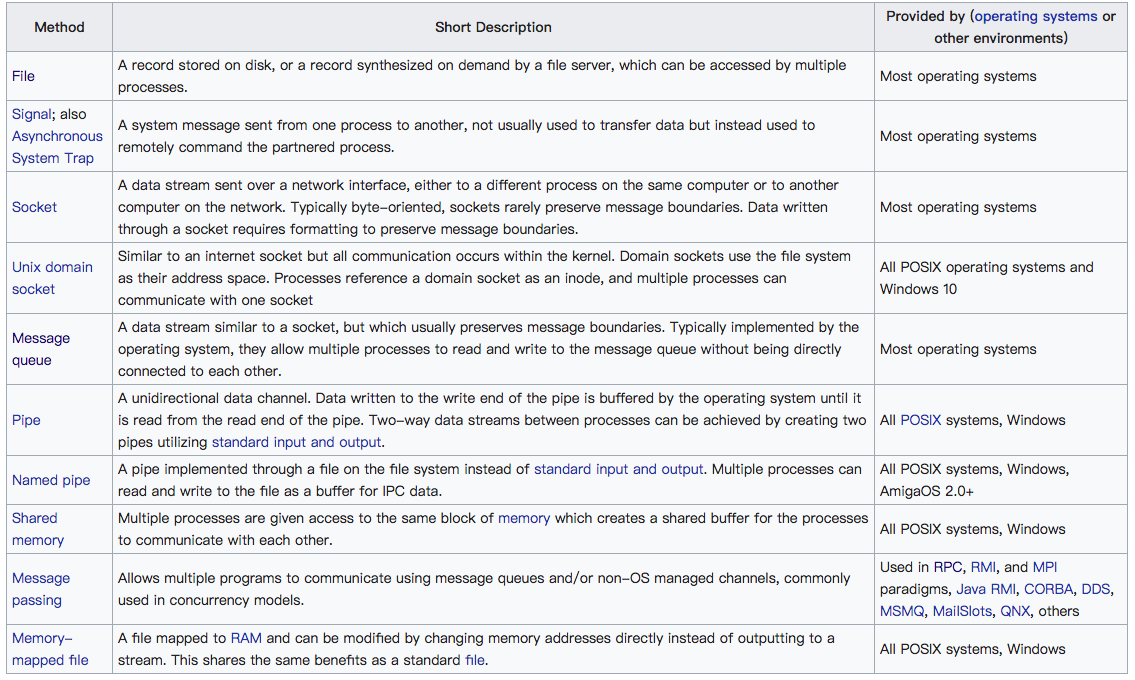 Method
Short Description
Provided by (operating systems or
other environments)
File
A record stored on disk, or a record synthesized on demand by a file server, which can be accessed by multiple
processes.
Most operating systems
Signal; also
Asynchronous
System Trap
A system message sent from one process to another, not usually used to transfer data but instead used to
remotely command the partnered process.
Most operating systems
Socket
A data stream sent over a network interface, either to a different process on the same computer or to another
computer on the network. Typically byte-oriented, sockets rarely preserve message boundaries. Data written
through a socket requires formatting to preserve message boundaries.
Most operating systems
Unix domain
socket
Similar to an internet socket but all communication occurs within the kernel. Domain sockets use the file system
as their address space. Processes reference a domain socket as an inode, and multiple processes can
communicate with one socket
All POSIX operating systems and
Windows 10
Message
queue
A data stream similar to a socket, but which usually preserves message boundaries. Typically implemented by the
operating system, they allow multiple processes to read and write to the message queue without being directly
connected to each other.
Most operating systems
Pipe
A unidirectional data channel. Data written to the write end of the pipe is buffered by the operating system until it
is read from the read end of the pipe. Two-way data streams between processes can be achieved by creating two
pipes utilizing standard input and output.
All POSIX systems, Windows
Named pipe
A pipe implemented through a file on the file system instead of standard input and output. Multiple processes can
read and write to the file as a buffer for IPC data.
All POSIX systems, Windows,
AmigaOS 2.0+
Shared
memory
Multiple processes are given access to the same block of memory which creates a shared buffer for the processes
to communicate with each other.
All POSIX systems, Windows
Message
passing
Allows multiple programs to communicate using message queues and/or non-OS managed channels, commonly
used in concurrency models.
Used in RPC, RMI, and MPI
paradigms, Java RMI, CORBA, DDS,
MSMQ, MailSlots, QNX, others
Memory-
mapped file
A file mapped to RAM and can be modified by changing memory addresses directly instead of outputting to a
stream. This shares the same benefits as a standard file.
All POSIX systems, Windows